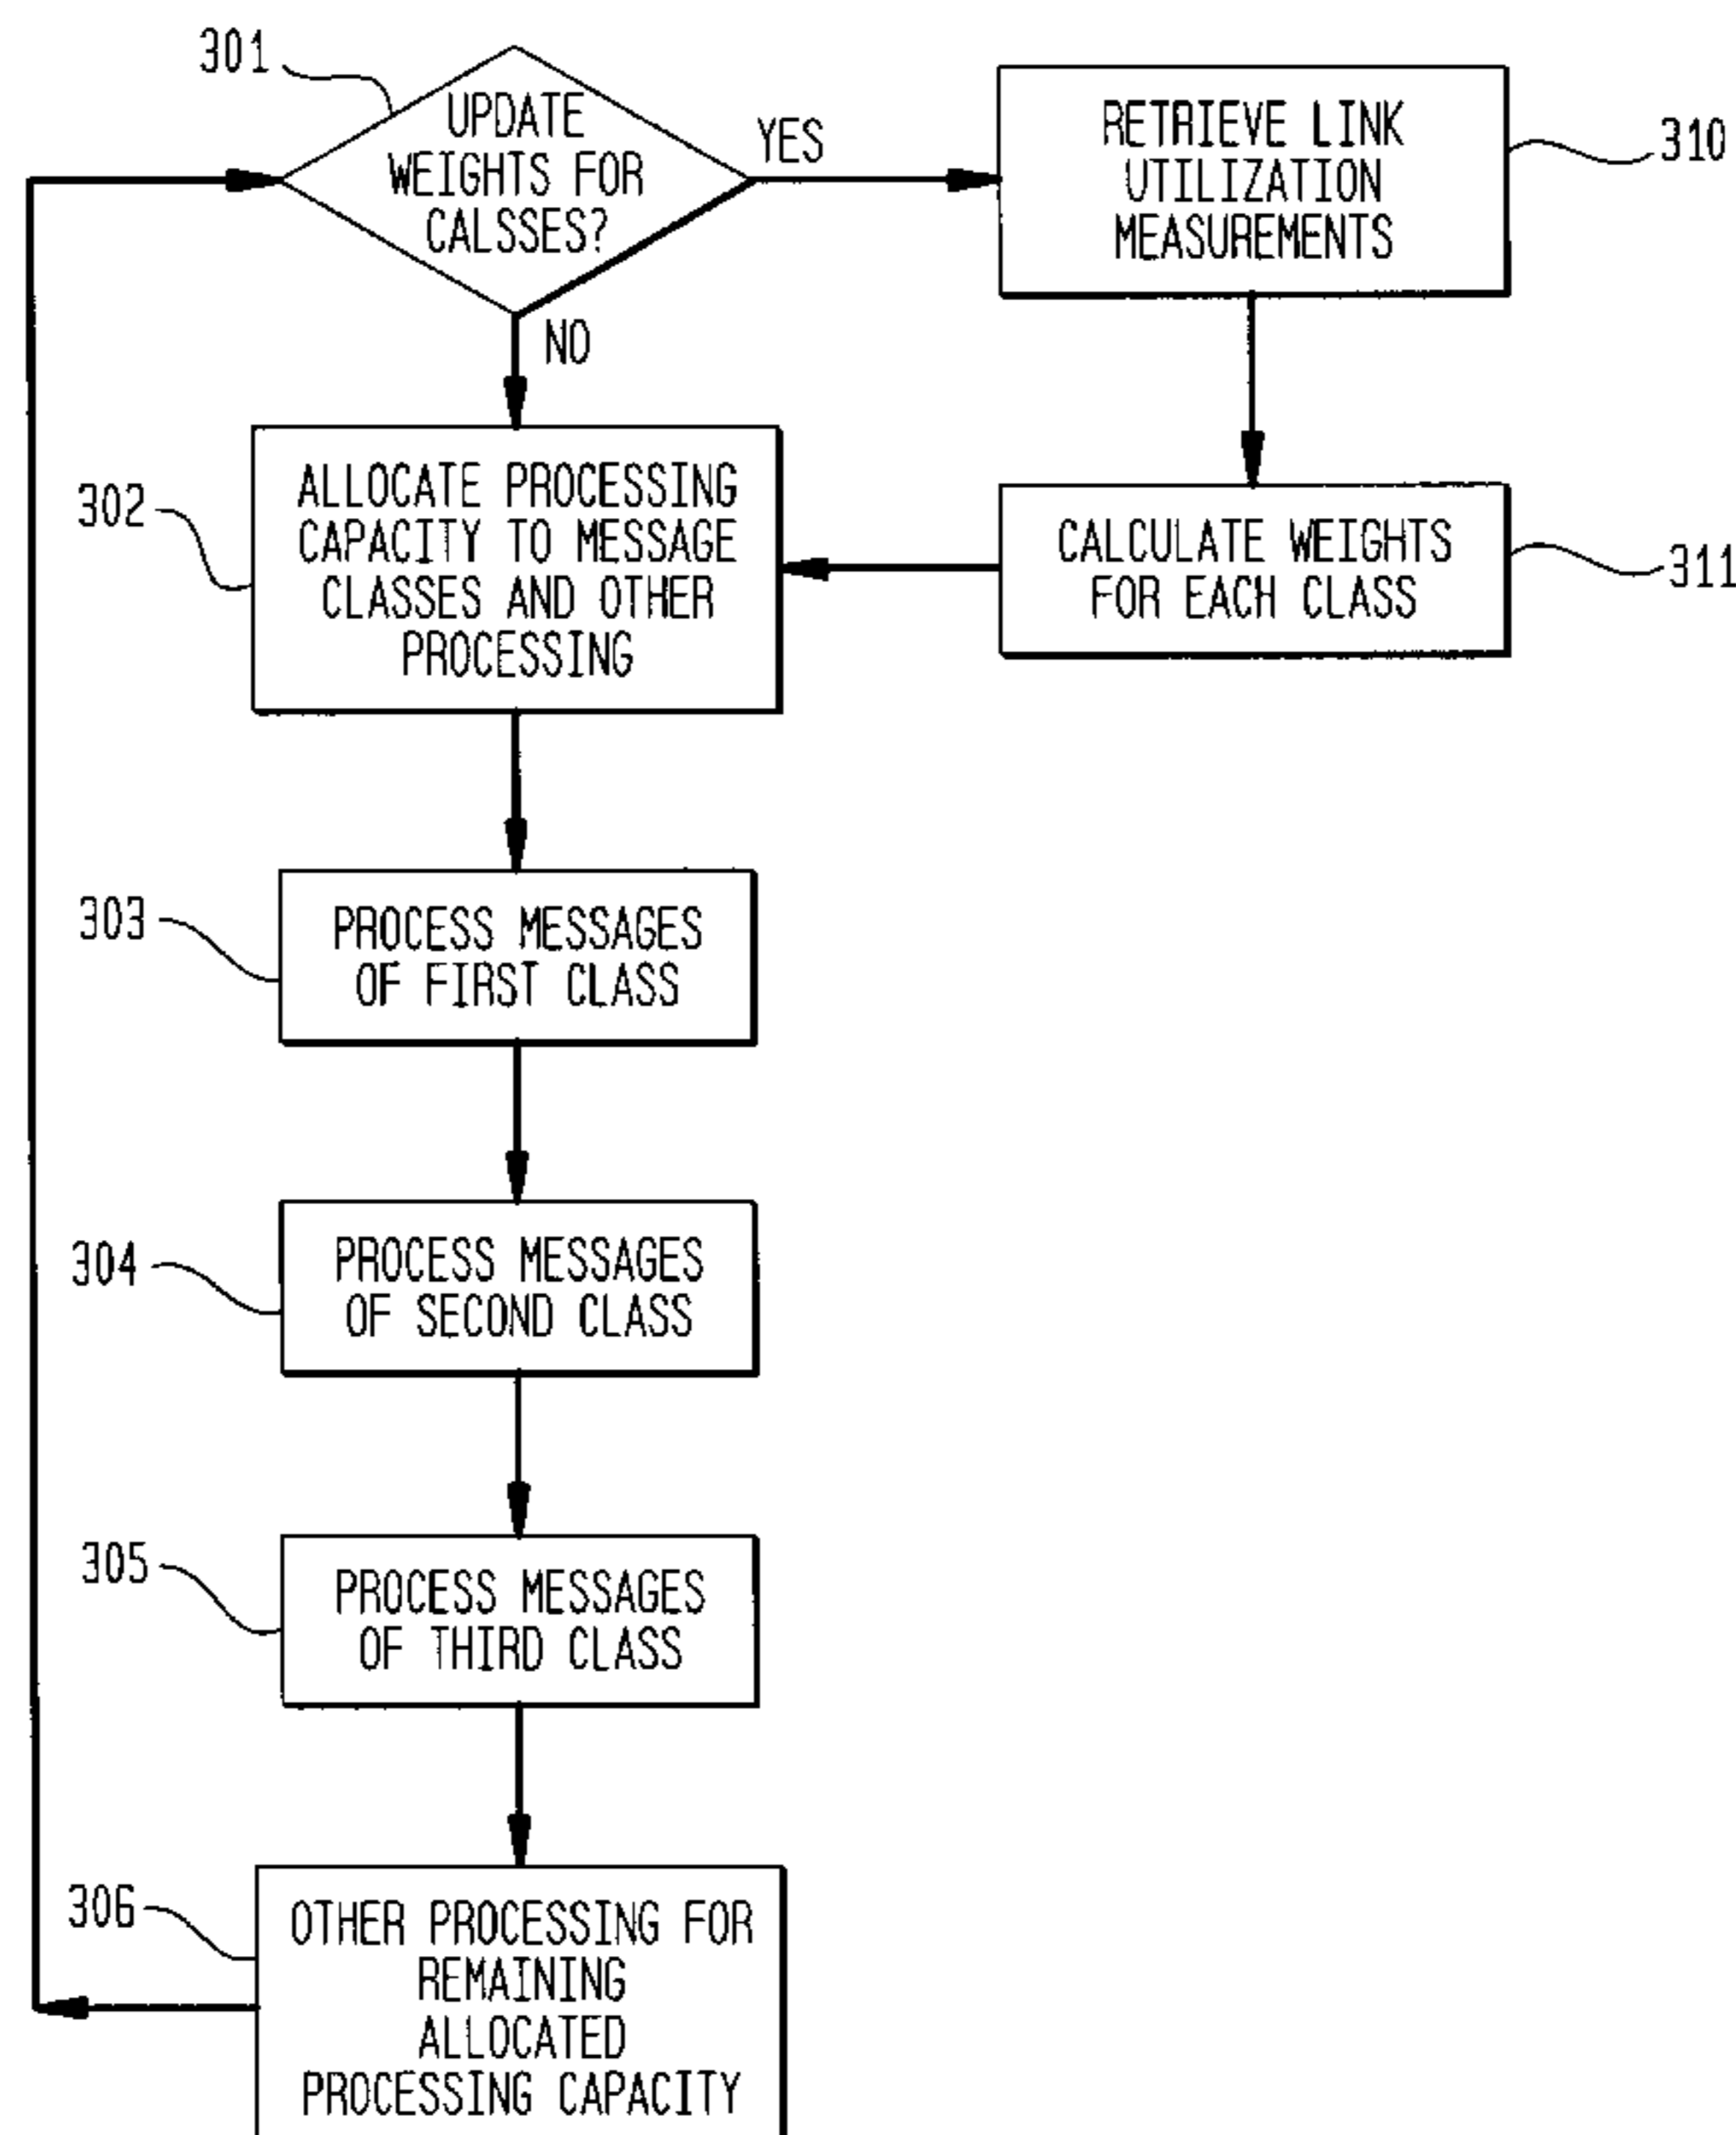 301
UPDATE
WEIGHTS FOR
CALSSES?
YES
NO
RETRIEVE LINK
UTILIZATION
MEASUREMENTS
310
302
ALLOCATE PROCESSING
CAPACITY TO MESSAGE
CLASSES AND OTHER
PROCESSING
CALCULATE WEIGHTS
FOR EACH CLASS
311
303
PROCESS MESSAGES
OF FIRST CLASS
304
PROCESS MESSAGES
OF SECOND CLASS
305
PROCESS MESSAGES
OF THIRD CLASS
306
OTHER PROCESSING FOR
REMAINING
ALLOCATED
PROCESSING CAPACITY